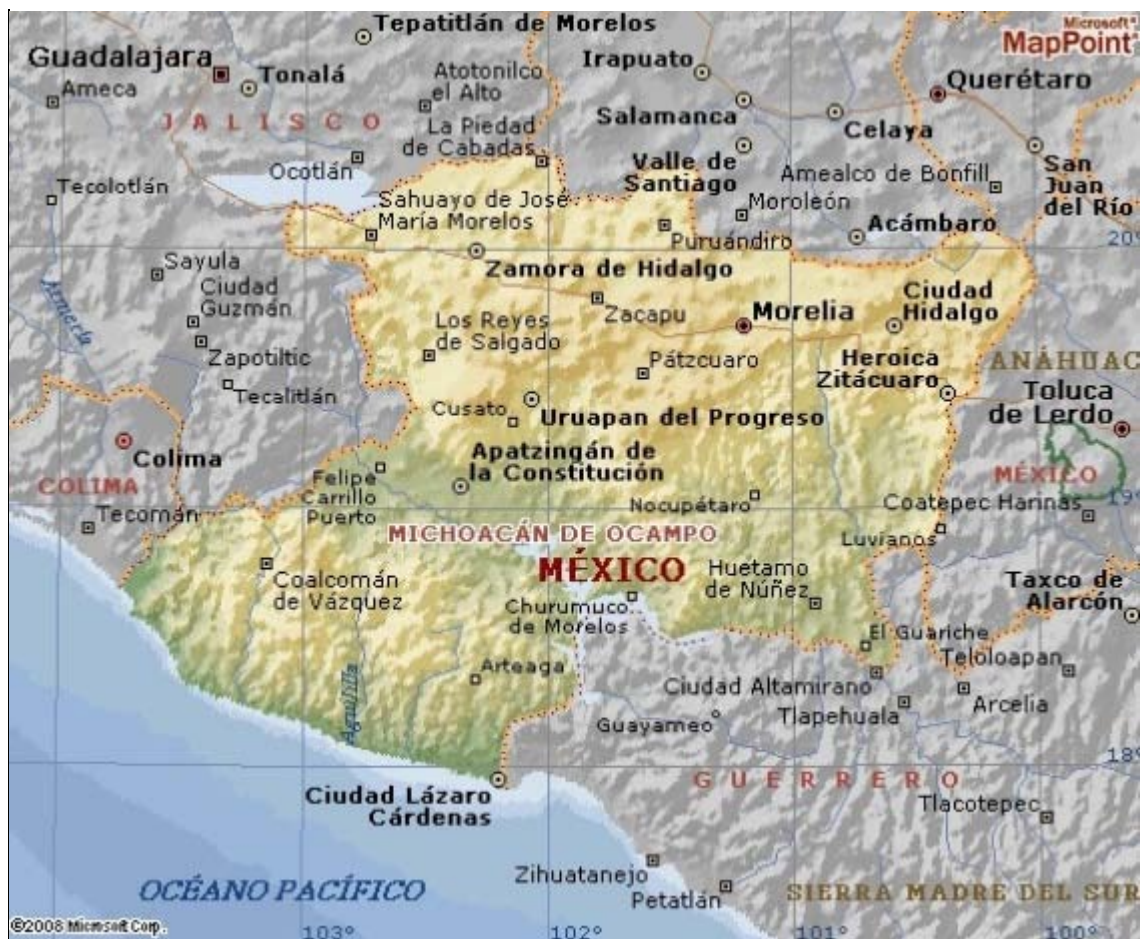 Tepatitlán de Morelos
Microsoft®
MapPoint®
Guadalajara
Irapuato
Tonalá
Atotonilco
el Alto
Querétaro
Ameca
JALISCO
Salamanca
La Piedad
de Cabadas
Celaya
Ocotlán
Valle de
Santiago
Amealco de Bonfill
San
Juan
del Río
Tecolotlán
Sahuayo de José
María Morelos
Moroleón
Acámbaro
Puruándiro
20°
Sayula
Zamora de Hidalgo
Ciudad
Guzmán
Armería
Zacapu
Morelia
Ciudad
Hidalgo
Los Reyes
de Salgado
Zapotiltic
Pátzcuaro
Heroica
Zitácuaro
ANÁHUAC
Tecalitlán
Cusato
Uruapan del Progreso
Toluca
de Lerdo
Colima
Apatzingán de
la Constitución
COLIMA
Felipe
Carrillo
Puerto
MÉXICO
19°
Nocupétaro
Coatepec Harinas
Tecomán
MICHOACÁN DE OCAMPO
Luvianos
MÉXICO
Coalcomán
de Vázquez
Huetamo
de Núñez
Taxco de
Alarcón
Churumuco
de Morelos
El Guariche
Arteaga
Teloloapan
Aguililla
Ciudad Altamirano
Guayameo
Tlapehuala
Arcelia
18°
GUERRERO
Ciudad Lázaro
Cárdenas
Tlacotepec
Zihuatanejo
OCÉANO PACÍFICO
Petatlán
SIERRA MADRE DEL SUR
©2008 Microsoft Corp.
103°
102°
101°
100°